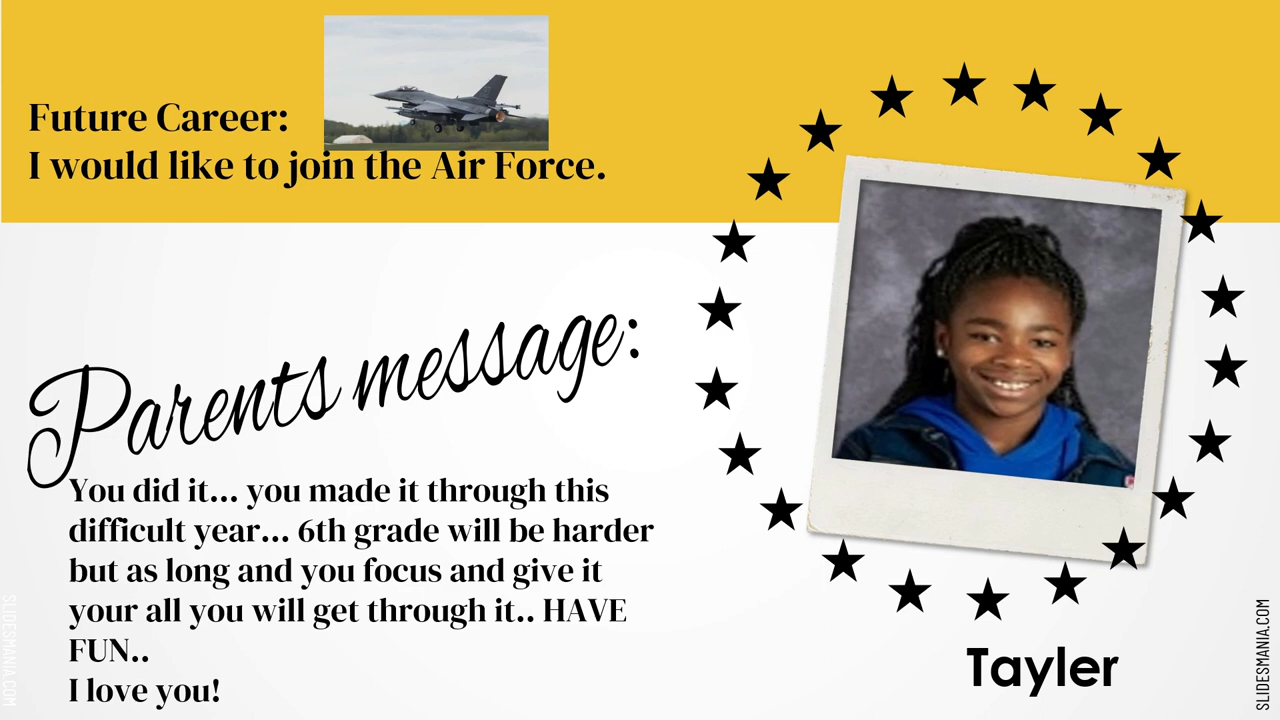 Future Career:
I would like to join the Air Force.
Parents message:
You did it... you made it through this
difficult year... 6th grade will be harder
but as long and you focus and give it
your all you will get through it.. HAVE
FUN..
I love you!
Tayler
SLIDESMANIA.COM
SLIDESMANIA.COM